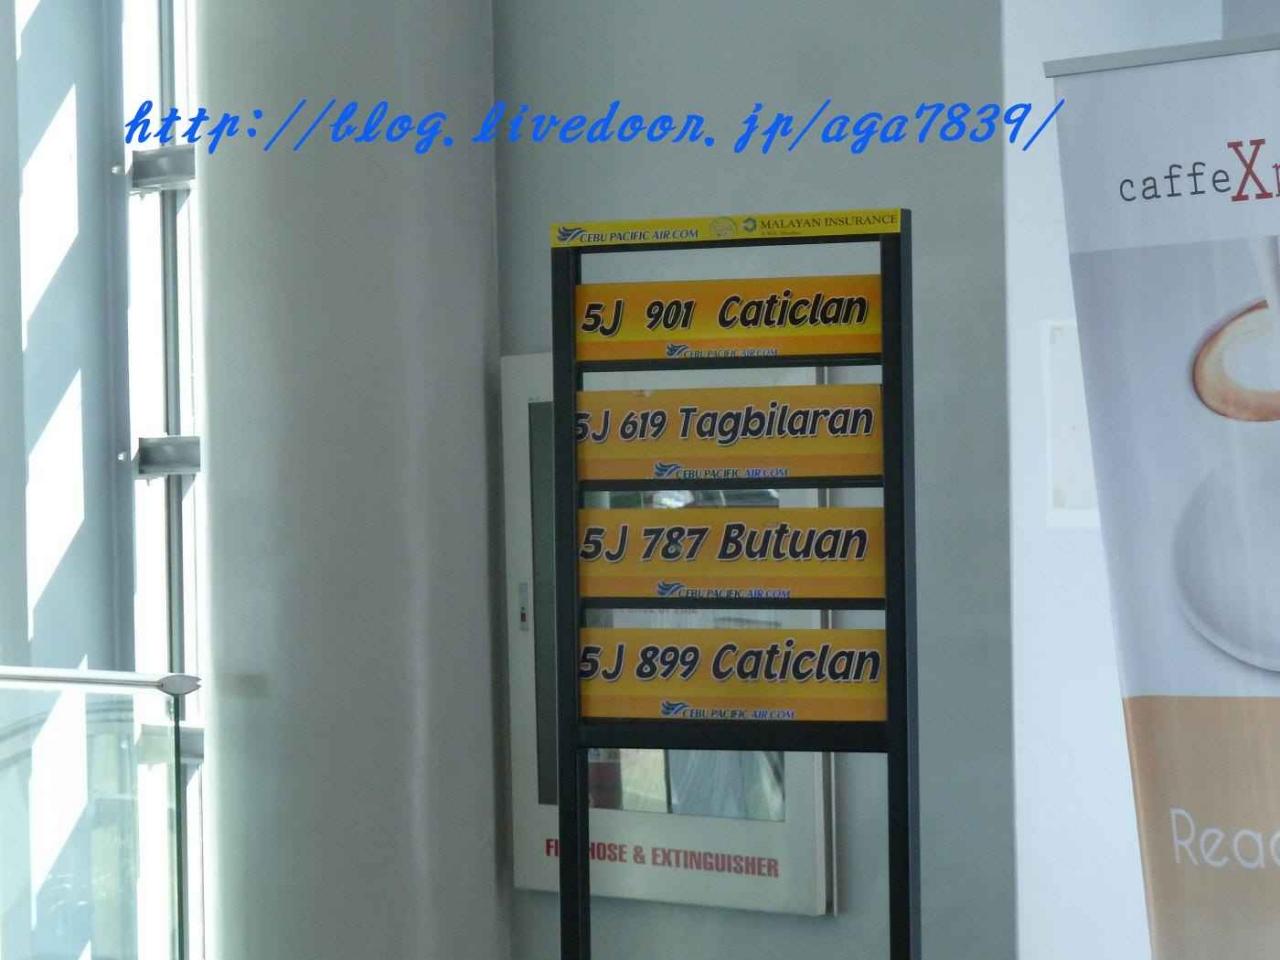 http://blog.livedoor.jp/aga7839/
caffe
CEBU PACIFIC AIR.COM MALAYAN INSURANCE
5J 901 Caticlan
CEBU PACIFIC AIR.COM
5J 619 Tagbilaran
CEBU PACIFIC AIR.COM
5J 787 Butuan
CEBU PACIFIC AIR.COM
5J 899 Caticlan
CEBU PACIFIC AIR.COM
HOSE & EXTINGUISHER